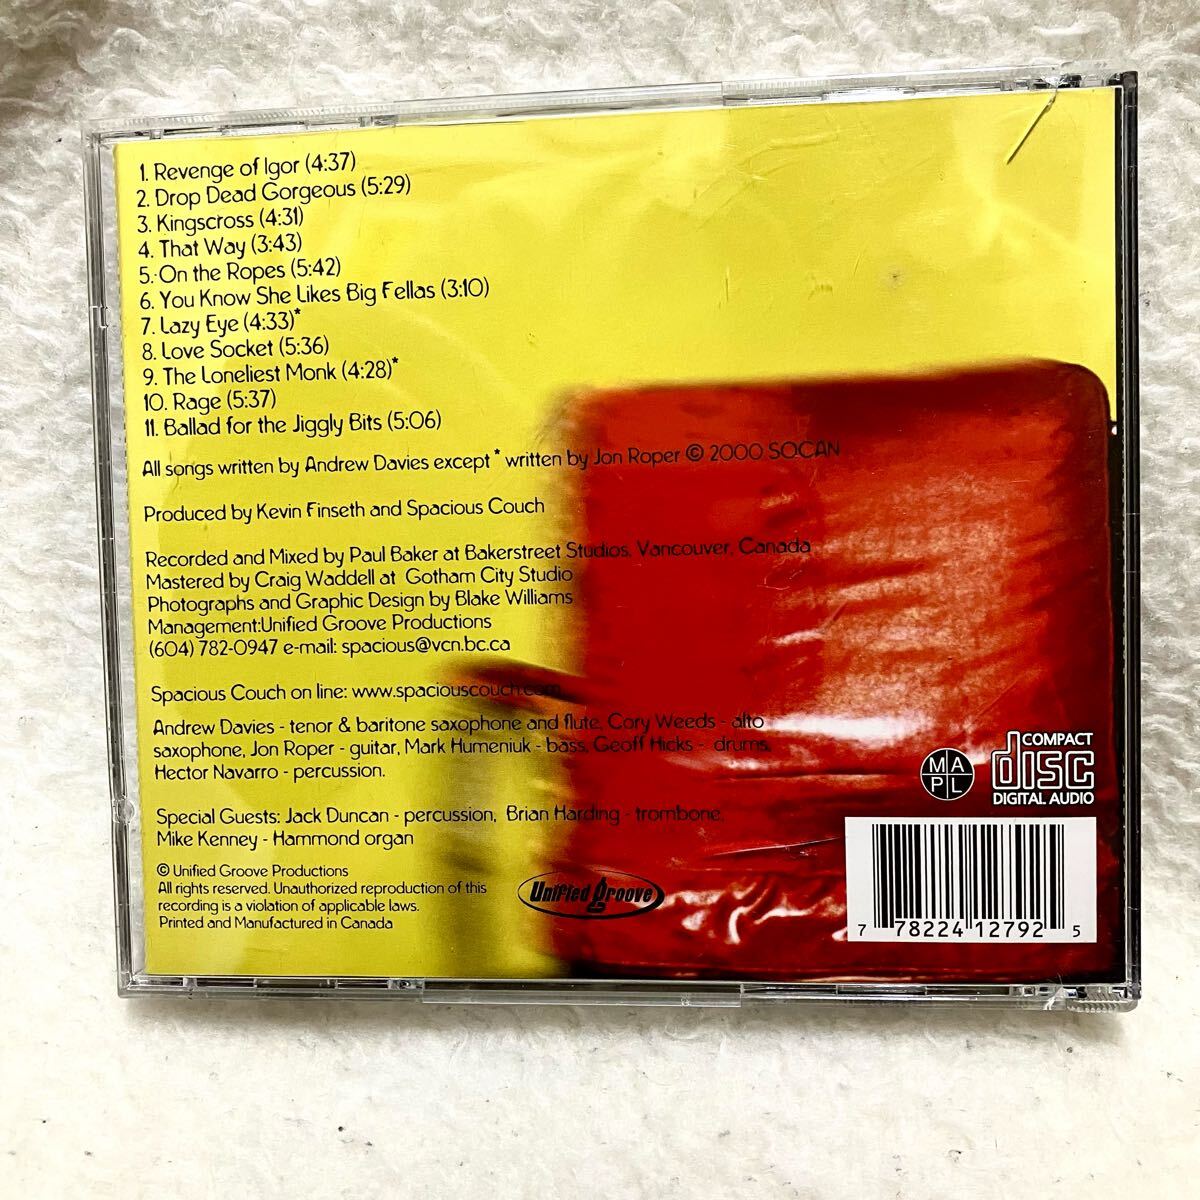 1. Revenge of Igor (4:37)
2. Drop Dead Gorgeous (5:29)
3. Kingscross (4:31)
4. That Way (3:43)
5. On the Ropes (5:42)
6. You Know She Likes Big Fellas (3:10)
7. Lazy Eye (4:33)*
8. Love Socket (5:36)
9. The Loneliest Monk (4:28)*
10. Rage (5:37)
11. Ballad for the Jiggly Bits (5:06)
All songs written by Andrew Davies except * written by Jon Roper © 2000 SOCAN
Produced by Kevin Finseth and Spacious Couch
Recorded and Mixed by Paul Baker at Bakerstreet Studios, Vancouver, Canada
Mastered by Craig Waddell at Gotham City Studio
Photographs and Graphic Design by Blake Williams
Management:Unified Groove Productions
(604) 782-0947 e-mail: spacious@vcn.bc.ca
Spacious Couch on line: www.spaciouscouch.com
Andrew Davies - tenor & baritone saxophone and flute, Cory Weeds - alto
saxophone, Jon Roper - guitar, Mark Humeniuk - bass, Geoff Hicks - drums,
Hector Navarro - percussion.
Special Guests: Jack Duncan - percussion, Brian Harding - trombone,
Mike Kenney - Hammond organ
© Unified Groove Productions
All rights reserved. Unauthorized reproduction of this
recording is a violation of applicable laws.
Printed and Manufactured in Canada
Unified Groove
MA
PL
COMPACT
disc
DIGITAL AUDIO
7 78224 12792 5